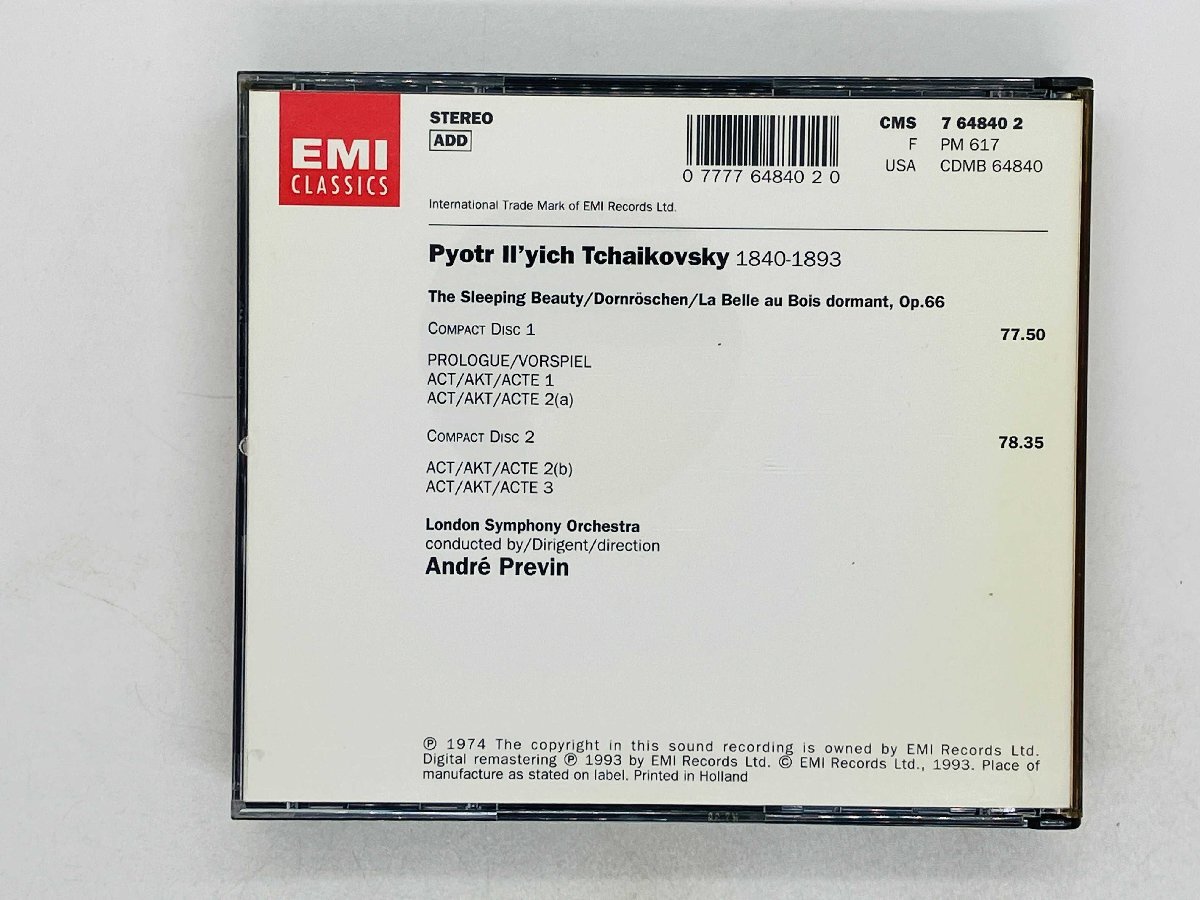 EMI
CLASSICS
STEREO
ADD
0 7777 64840 2 0
CMS 7 64840 2
F PM 617
USA CDMB 64840
International Trade Mark of EMI Records Ltd.
Pyotr Il'yich Tchaikovsky 1840-1893
The Sleeping Beauty/Dornröschen/La Belle au Bois dormant, Op.66
COMPACT DISC 1 77.50
PROLOGUE/VORSPIEL
ACT/AKT/ACTE 1
ACT/AKT/ACTE 2(a)
COMPACT DISC 2 78.35
ACT/AKT/ACTE 2(b)
ACT/AKT/ACTE 3
London Symphony Orchestra
conducted by/Dirigent/direction
André Previn
℗ 1974 The copyright in this sound recording is owned by EMI Records Ltd.
Digital remastering ℗ 1993 by EMI Records Ltd. © EMI Records Ltd., 1993. Place of
manufacture as stated on label. Printed in Holland